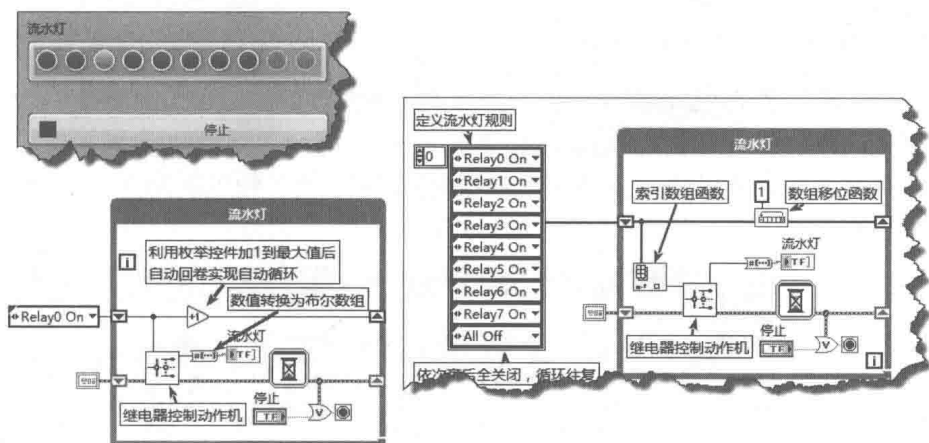 流水灯
停止
流水灯
利用枚举控件加1到最大值后
自动回卷实现自动循环
数值转换为布尔数组
Relay0 On
+1
流水灯
TF
停止
TF
继电器控制动作机
定义流水灯规则
0
Relay0 On
Relay1 On
Relay2 On
Relay3 On
Relay4 On
Relay5 On
Relay6 On
Relay7 On
All Off
流水灯
索引数组函数
1
数组移位函数
流水灯
TF
停止
TF
继电器控制动作机
i
i